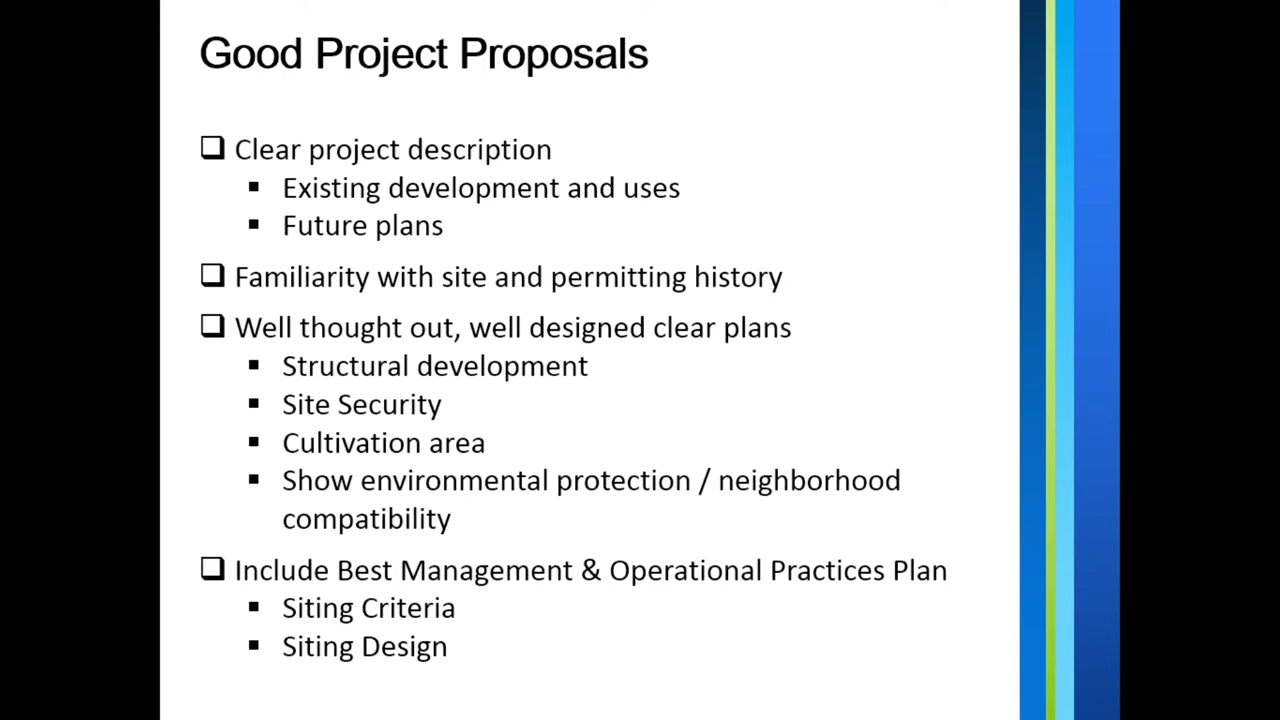 Good Project Proposals
❑ Clear project description
▪ Existing development and uses
▪ Future plans
❑ Familiarity with site and permitting history
❑ Well thought out, well designed clear plans
▪ Structural development
▪ Site Security
▪ Cultivation area
▪ Show environmental protection / neighborhood
compatibility
❑ Include Best Management & Operational Practices Plan
▪ Siting Criteria
▪ Siting Design